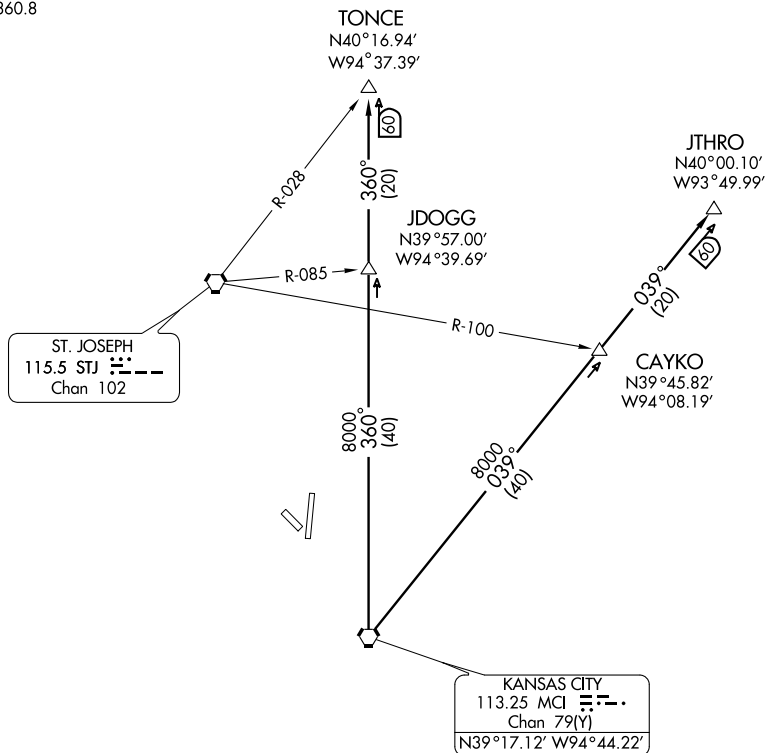 360.8
TONCE
N40°16.94’
W94°37.39’
60
360°
(20)
R-028
JTHRO
N40°00.10’
W93°49.99’
60
039°
(20)
JDOGG
N39°57.00’
W94°39.69’
R-085
R-100
ST. JOSEPH
115.5 STJ
Chan 102
CAYKO
N39°45.82’
W94°08.19’
8000
360°
(40)
8000
039°
(40)
KANSAS CITY
113.25 MCI
Chan 79(Y)
N39°17.12’ W94°44.22’